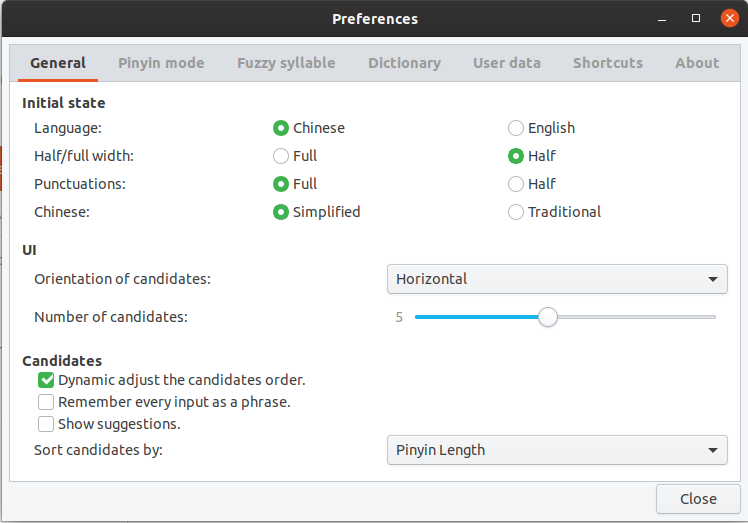 Preferences
General Pinyin mode Fuzzy syllable Dictionary User data Shortcuts About
Initial state
Language: Chinese English
Half/full width: Full Half
Punctuations: Full Half
Chinese: Simplified Traditional
UI
Orientation of candidates: Horizontal
Number of candidates: 5
Candidates
Dynamic adjust the candidates order.
Remember every input as a phrase.
Show suggestions.
Sort candidates by: Pinyin Length
Close